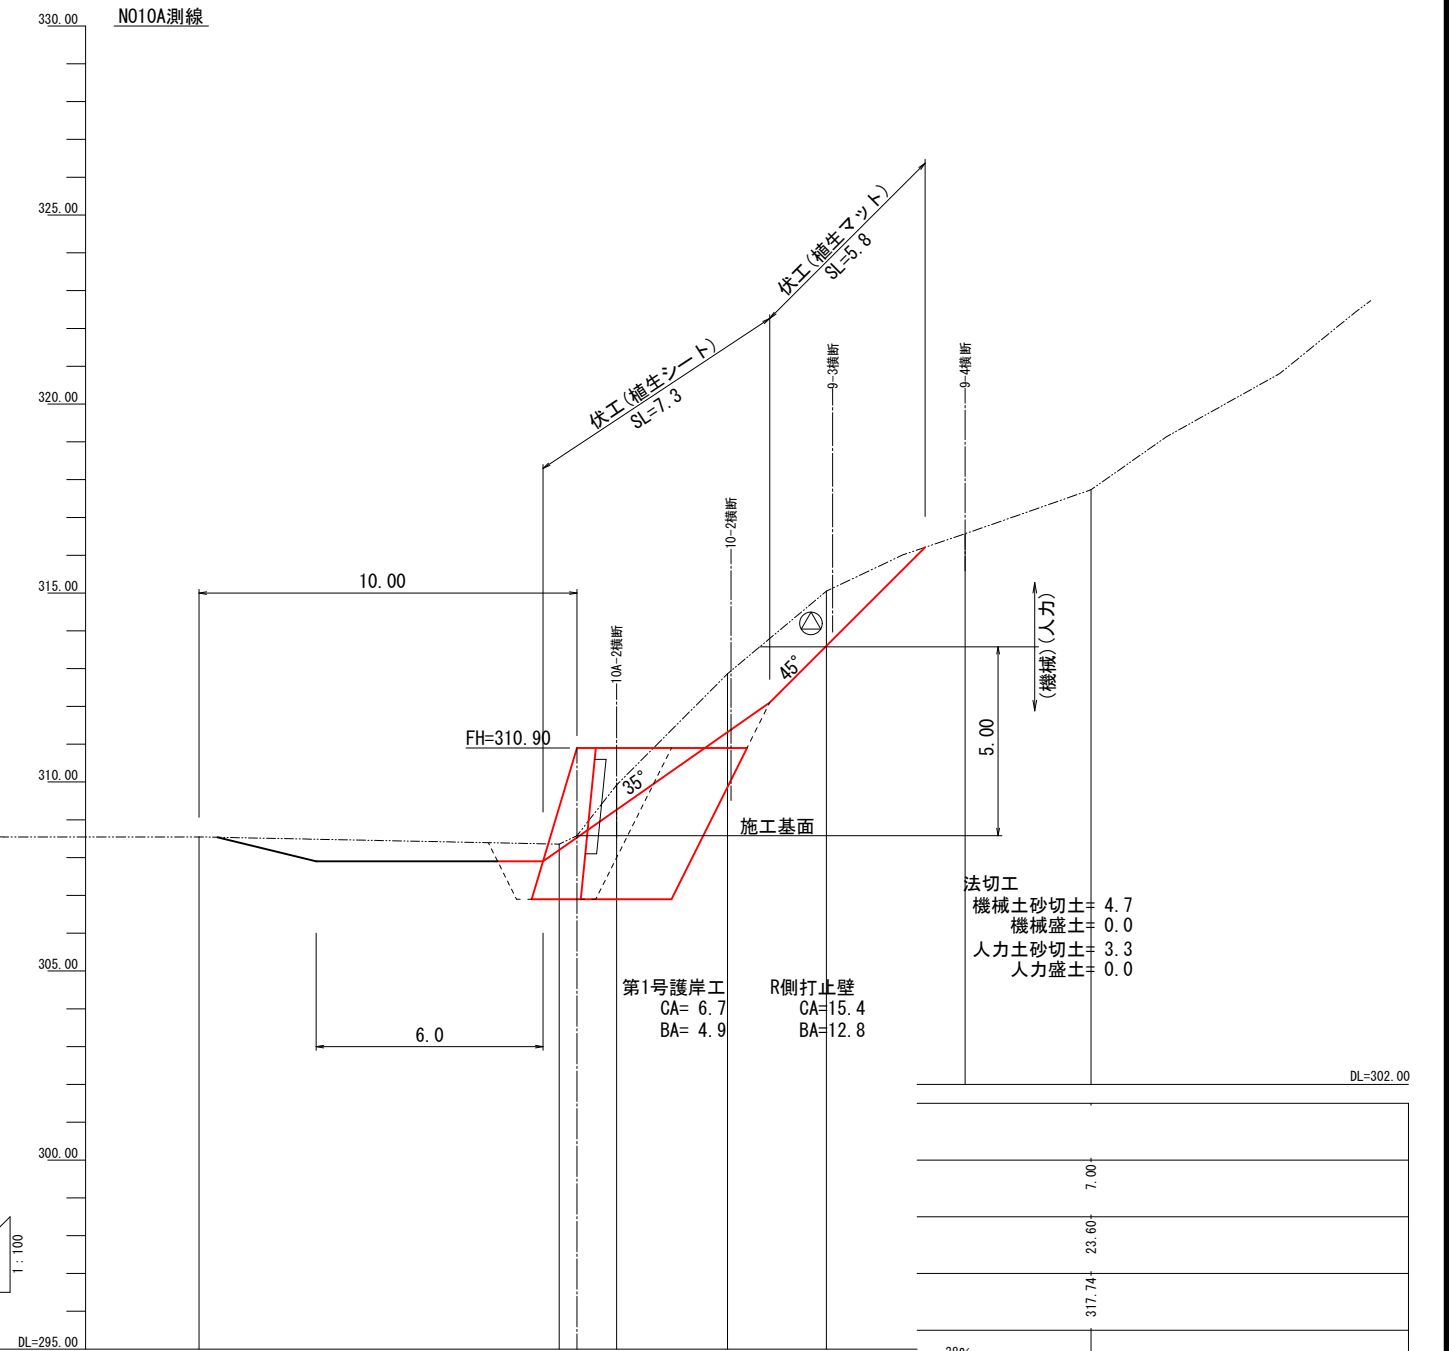 330.00
NO10A測線
325.00
320.00
315.00
310.00
305.00
300.00
DL=295.00
伏工(植生マット)
SL=5.8
伏工(植生シート)
SL=7.3
9-3横断
9-4横断
10-2横断
10A-2横断
10.00
FH=310.90
35°
45°
(機械)(人力)
5.00
施工基面
法切工
機械土砂切土= 4.7
機械盛土= 0.0
人力土砂切土= 3.3
人力盛土= 0.0
第1号護岸工
CA= 6.7
BA= 4.9
R側打止壁
CA=15.4
BA=12.8
6.0
DL=302.00
7.00
23.60
317.74
1:100